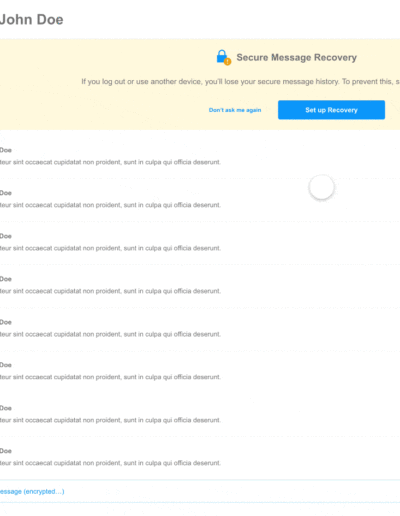 John Doe
Secure Message Recovery
If you log out or use another device, you'll lose your secure message history. To prevent this, s
Don't ask me again
Set up Recovery
Doe
teur sint occaecat cupidatat non proident, sunt in culpa qui officia deserunt.
Doe
teur sint occaecat cupidatat non proident, sunt in culpa qui officia deserunt.
Doe
teur sint occaecat cupidatat non proident, sunt in culpa qui officia deserunt.
Doe
teur sint occaecat cupidatat non proident, sunt in culpa qui officia deserunt.
Doe
teur sint occaecat cupidatat non proident, sunt in culpa qui officia deserunt.
Doe
teur sint occaecat cupidatat non proident, sunt in culpa qui officia deserunt.
Doe
teur sint occaecat cupidatat non proident, sunt in culpa qui officia deserunt.
Doe
teur sint occaecat cupidatat non proident, sunt in culpa qui officia deserunt.
essage (encrypted…)